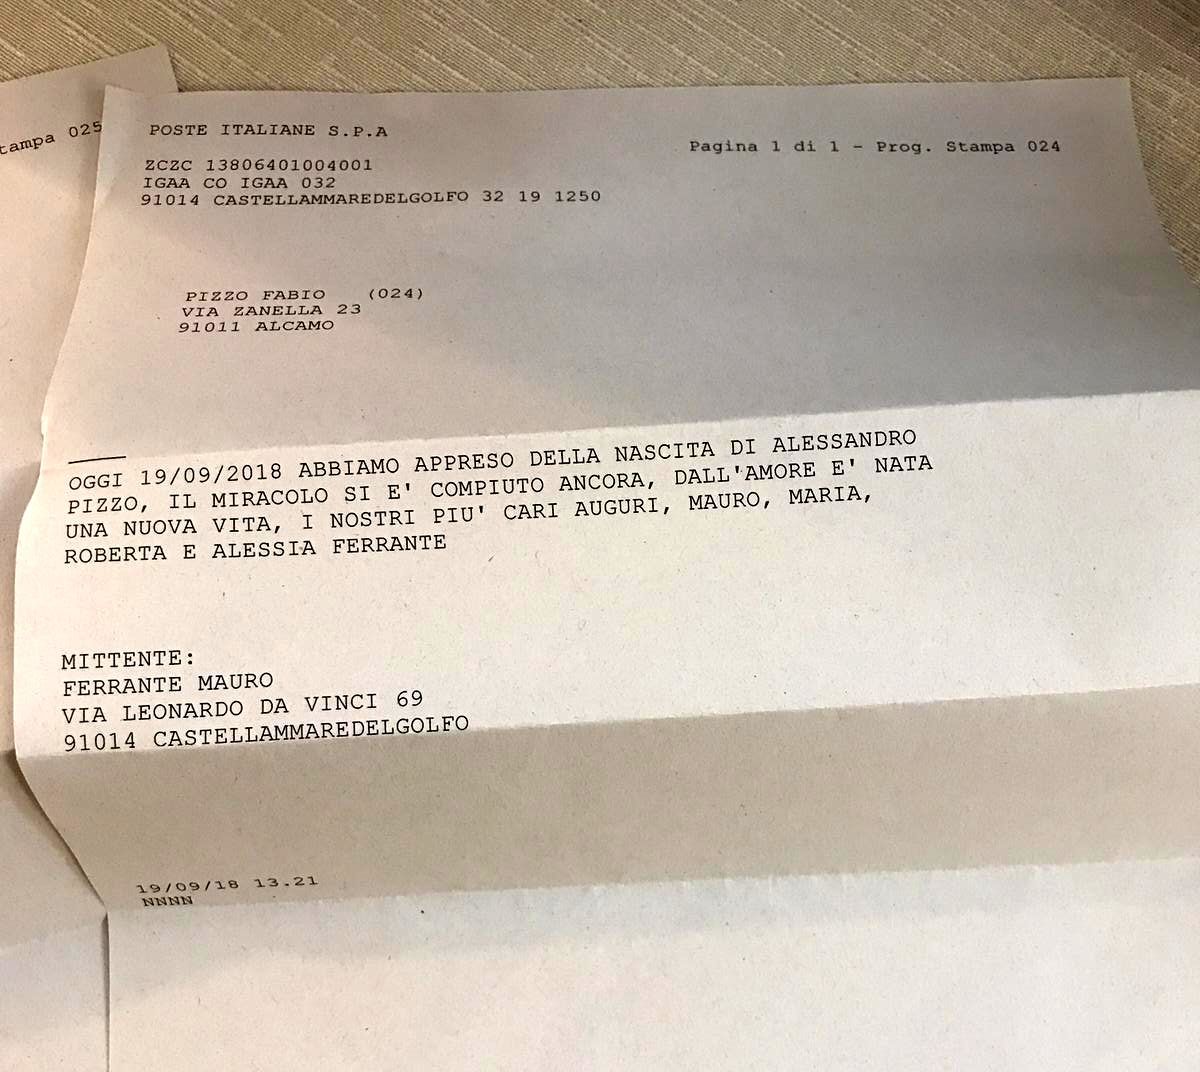 tampa 025
POSTE ITALIANE S.P.A
Pagina 1 di 1 - Prog. Stampa 024
ZCZC 13806401004001
IGAA CO IGAA 032
91014 CASTELLAMMAREDELGOLFO 32 19 1250
PIZZO FABIO (024)
VIA ZANELLA 23
91011 ALCAMO
OGGI 19/09/2018 ABBIAMO APPRESO DELLA NASCITA DI ALESSANDRO
PIZZO, IL MIRACOLO SI E' COMPIUTO ANCORA, DALL'AMORE E' NATA
UNA NUOVA VITA, I NOSTRI PIU' CARI AUGURI, MAURO, MARIA,
ROBERTA E ALESSIA FERRANTE
MITTENTE:
FERRANTE MAURO
VIA LEONARDO DA VINCI 69
91014 CASTELLAMMAREDELGOLFO
19/09/18 13.21
NNNN